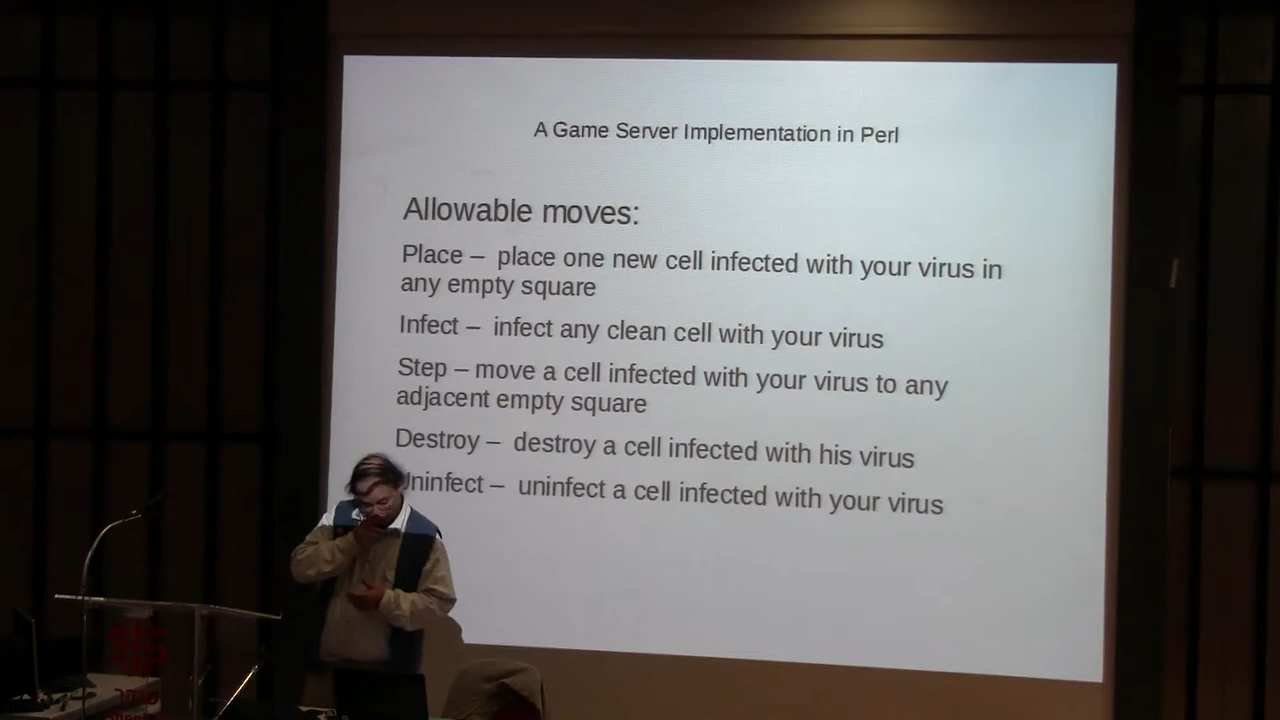 A Game Server Implementation in Perl
Allowable moves:
Place – place one new cell infected with your virus in
any empty square
Infect – infect any clean cell with your virus
Step – move a cell infected with your virus to any
adjacent empty square
Destroy – destroy a cell infected with his virus
Uninfect – uninfect a cell infected with your virus